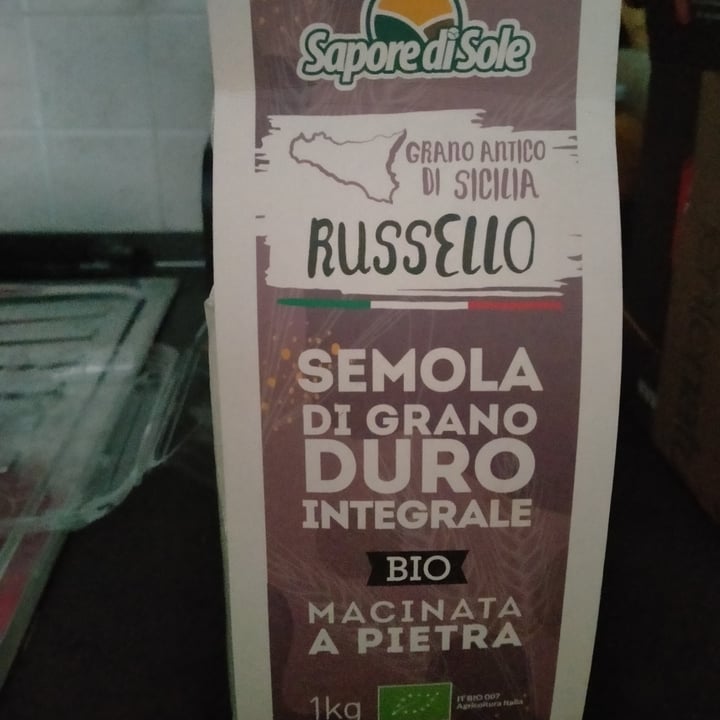 Sapore di Sole
GRANO ANTICO
DI SICILIA
RUSSELLO
SEMOLA
DI GRANO
DURO
INTEGRALE
BIO
MACINATA
A PIETRA
1kg
IT BIO 007
Agricoltura Italia